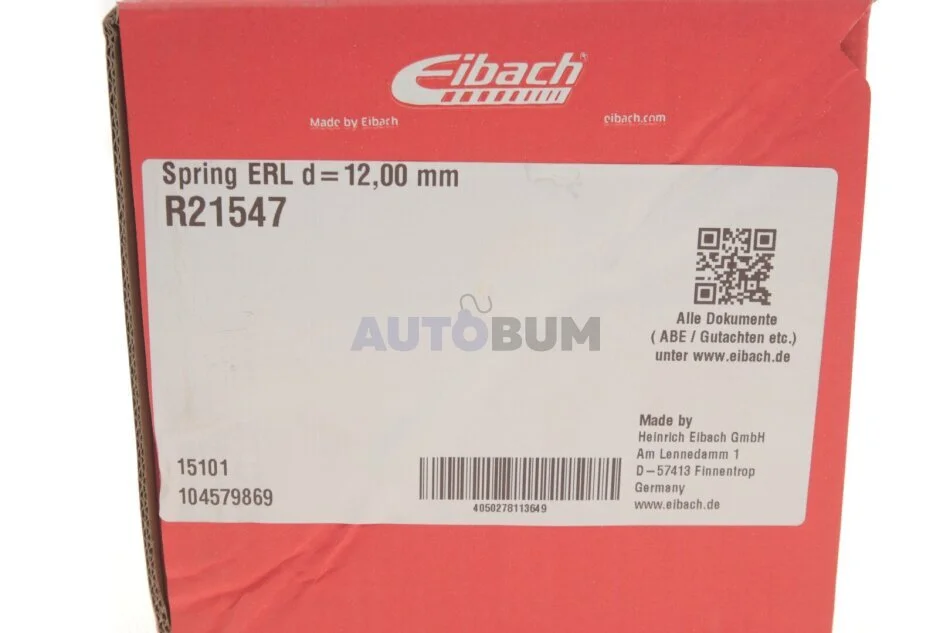 Eibach
Made by Eibach
eibach.com
Spring ERL d=12,00 mm
R21547
Alle Dokumente
( ABE / Gutachten etc.)
unter www.eibach.de
AUTOBUM
Made by
Heinrich Eibach GmbH
Am Lennedamm 1
D-57413 Finnentrop
Germany
www.eibach.de
15101
104579869
4050278113649